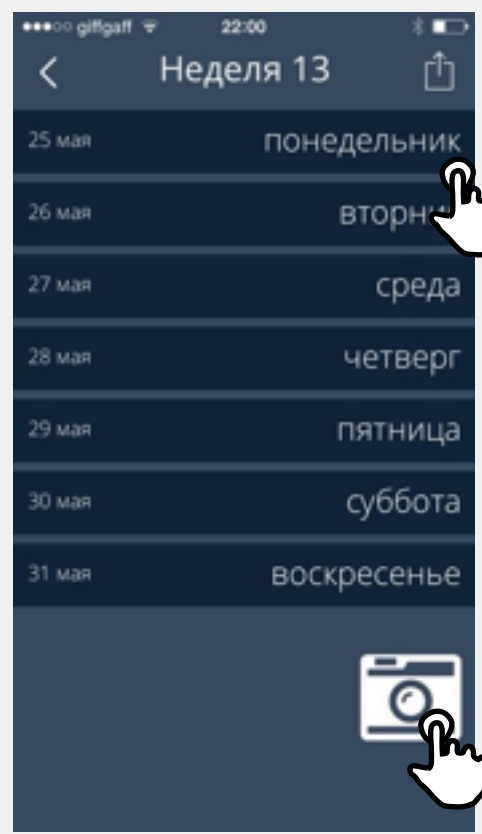 giffgaff 22:00
Неделя 13
25 мая понедельник
26 мая вторник
27 мая среда
28 мая четверг
29 мая пятница
30 мая суббота
31 мая воскресенье